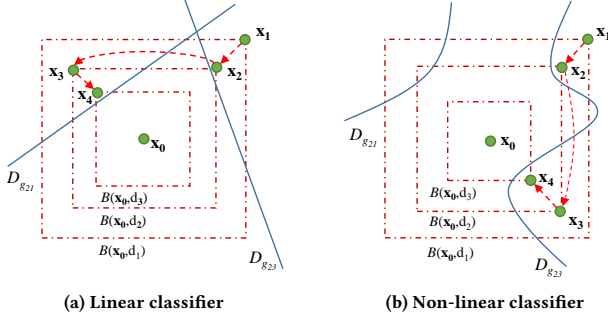 x1
x2
x3
x4
x0
Dg21
B(x0,d3)
B(x0,d2)
B(x0,d1)
Dg23
(a) Linear classifier
x1
x2
x0
Dg21
x4
B(x0,d3)
x3
B(x0,d2)
B(x0,d1)
Dg23
(b) Non-linear classifier